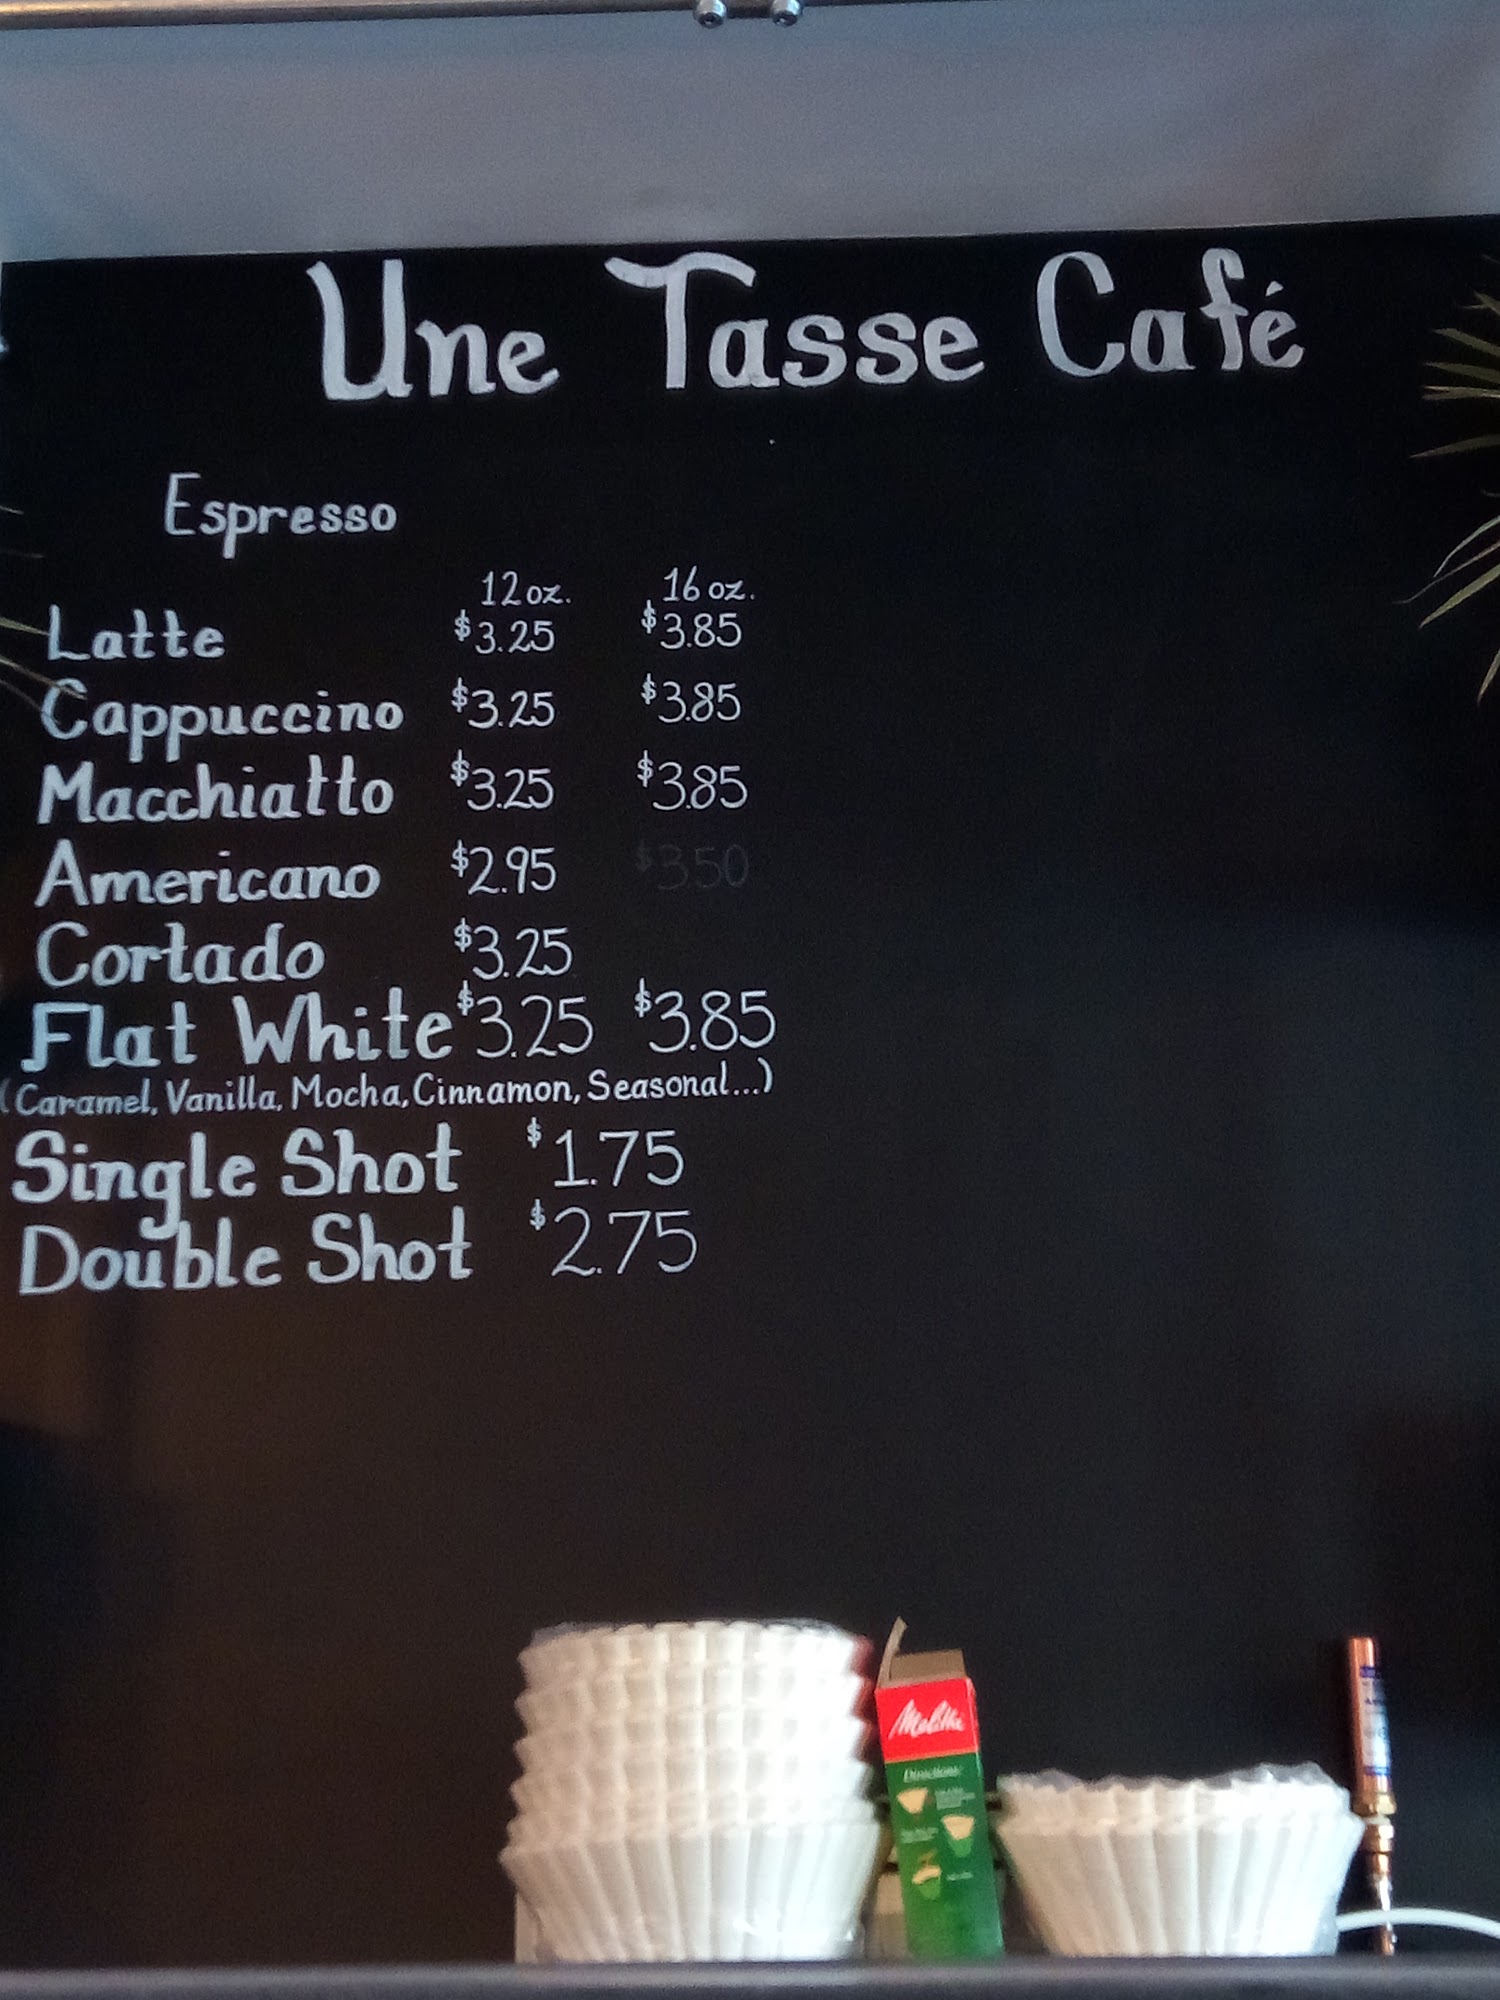 Une Tasse Café
Espresso
12 oz. 16 oz.
Latte $3.25 $3.85
Cappuccino $3.25 $3.85
Macchiatto $3.25 $3.85
Americano $2.95 $3.50
Cortado $3.25
Flat White $3.25 $3.85
(Caramel, Vanilla, Mocha, Cinnamon, Seasonal...)
Single Shot $1.75
Double Shot $2.75
Melitta
Directions: